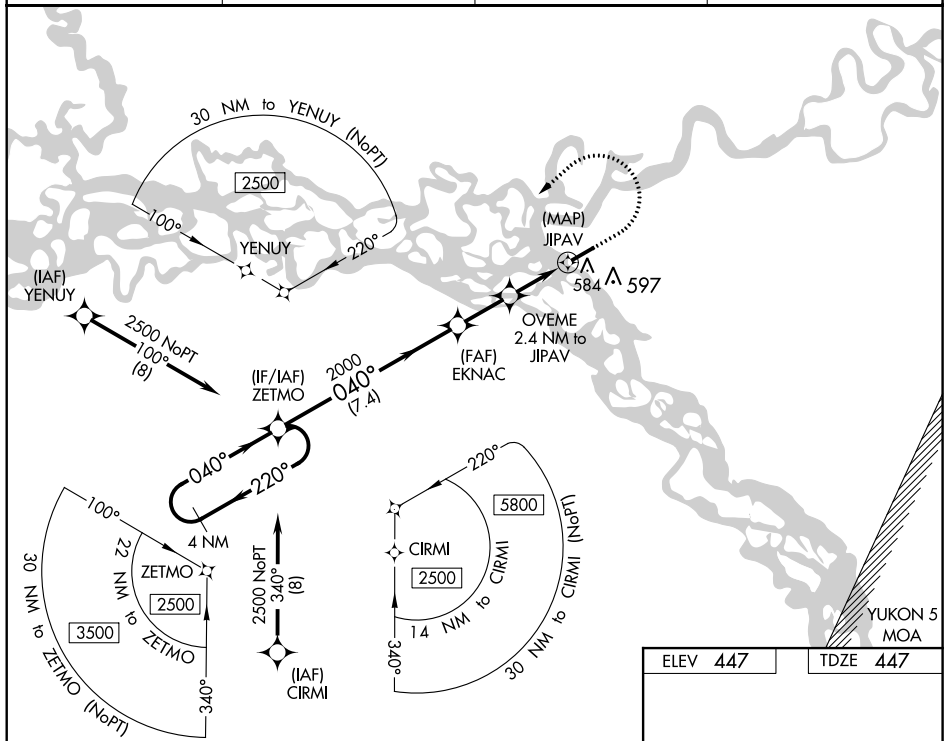 30 NM to YENUY (NoPT)
2500
100°
220°
YENUY
(MAP)
JIPAV
584
597
(IAF)
YENUY
2500 NoPT
100°
(8)
OVEME
2.4 NM to
JIPAV
(FAF)
EKNAC
2000
040°
(7.4)
(IF/IAF)
ZETMO
040°
220°
4 NM
100°
ZETMO
2500
22 NM to ZETMO
3500
30 NM to ZETMO (NoPT)
340°
2500 NoPT
340°
(8)
(IAF)
CIRMI
220°
5800
CIRMI
2500
14 NM to CIRMI
30 NM to CIRMI (NoPT)
340°
YUKON 5
MOA
ELEV 447
TDZE 447